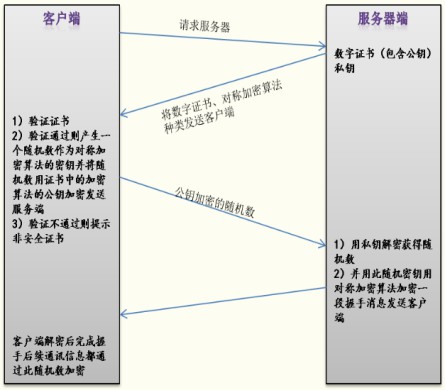 客户端
服务器端
请求服务器
数字证书（包含公钥）
私钥
将数字证书、对称加密算法
种类发送客户端
1）验证证书
2）验证通过则产生一
个随机数作为对称加
密算法的密钥并将随
机数用证书中的加密
算法的公钥加密发送
服务端
3）验证不通过则提示
非安全证书
公钥加密的随机数
1）用私钥解密获得随
机数
2）并用此随机密钥用
对称加密算法加密一
段握手消息发送客户
端
客户端解密后完成握
手后续通讯信息都通
过此随机数加密